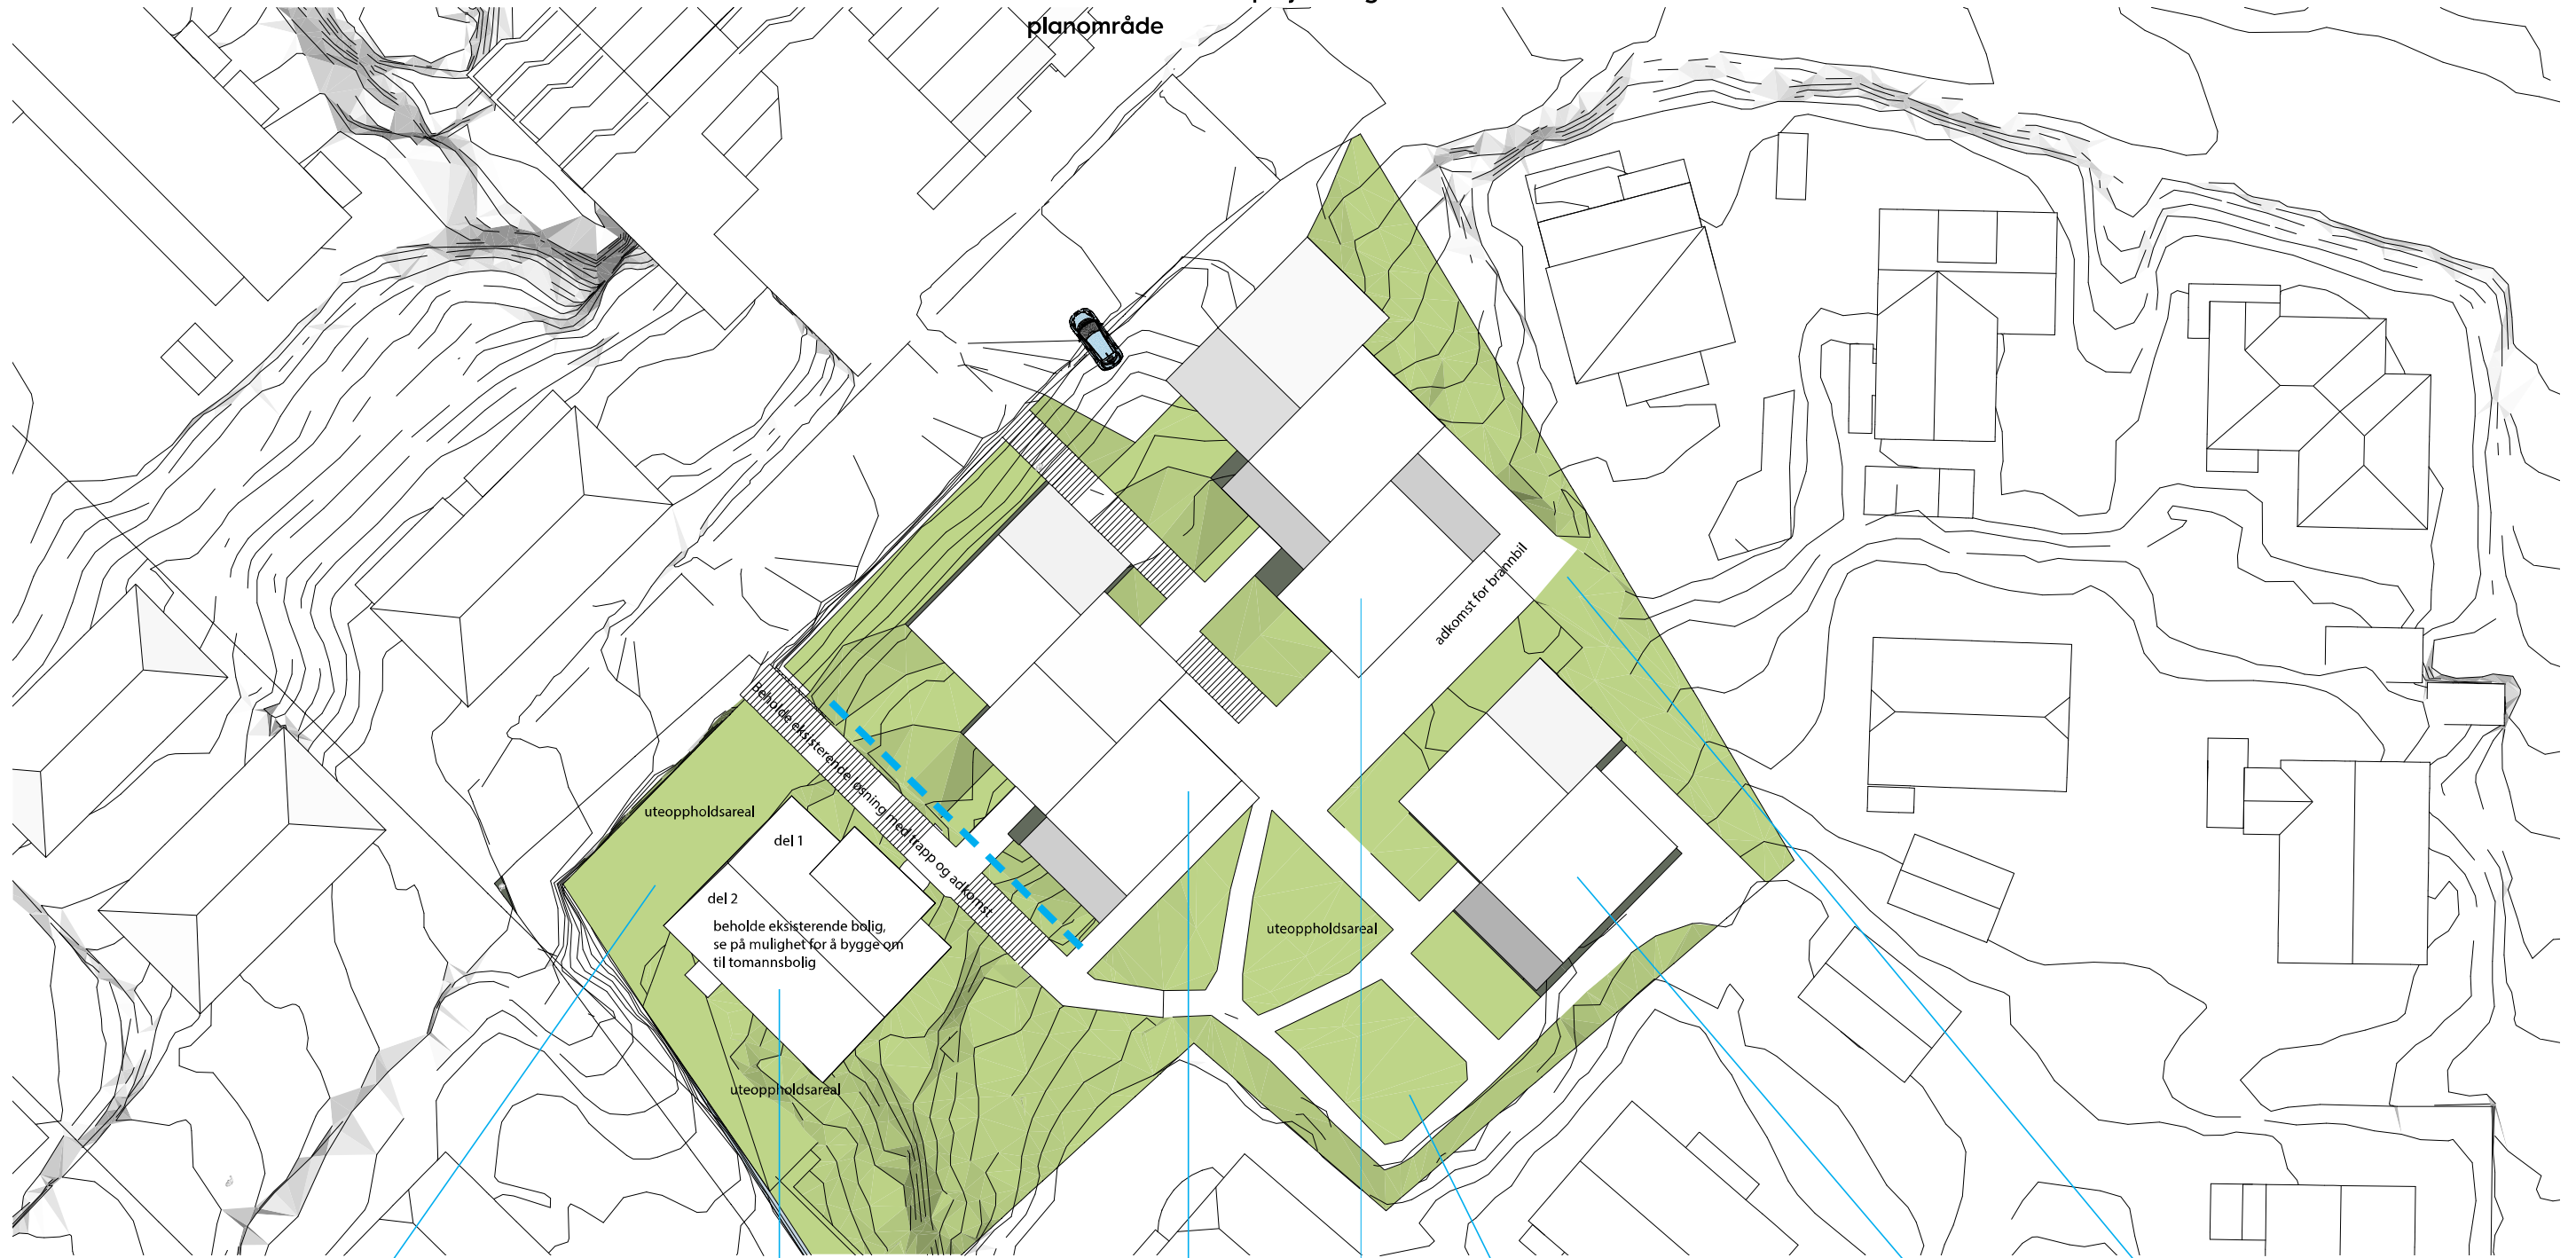 planområde
adkomst for brannbil
Beholde eksisterende løsning med trapp og adkomst
uteoppholdsareal
del 1
del 2
beholde eksisterende bolig,
se på mulighet for å bygge om
til tomannsbolig
uteoppholdsareal
uteoppholdsareal